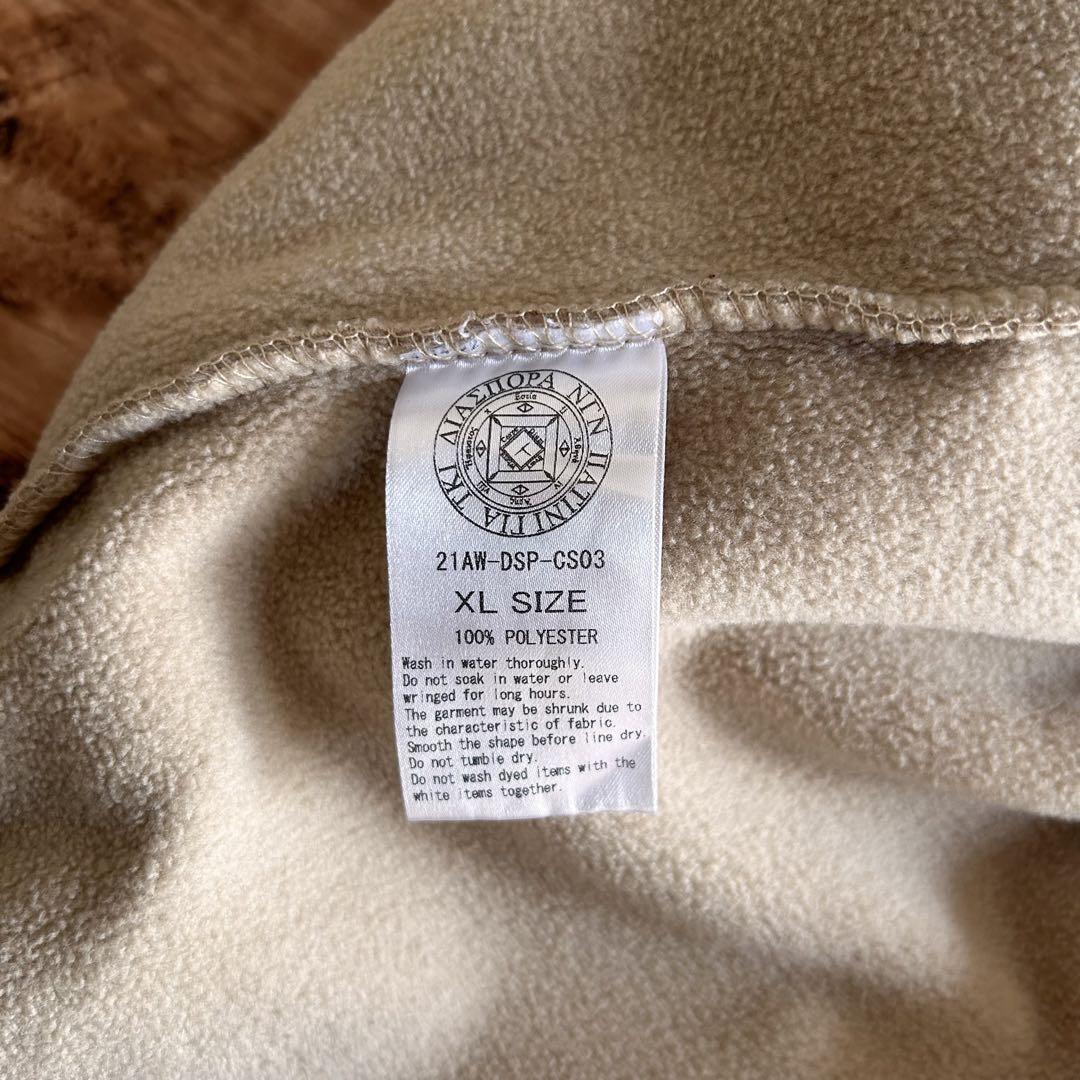 ΔΙΑΣΠΟΡΑ ΝΓΝ ΠΑΤΙΝΙΓΙΑ ΤΚΙ
Εστία
21AW-DSP-CS03
XL SIZE
100% POLYESTER
Wash in water thoroughly.
Do not soak in water or leave
wringed for long hours.
The garment may be shrunk due to
the characteristic of fabric.
Smooth the shape before line dry.
Do not tumble dry.
Do not wash dyed items with the
white items together.